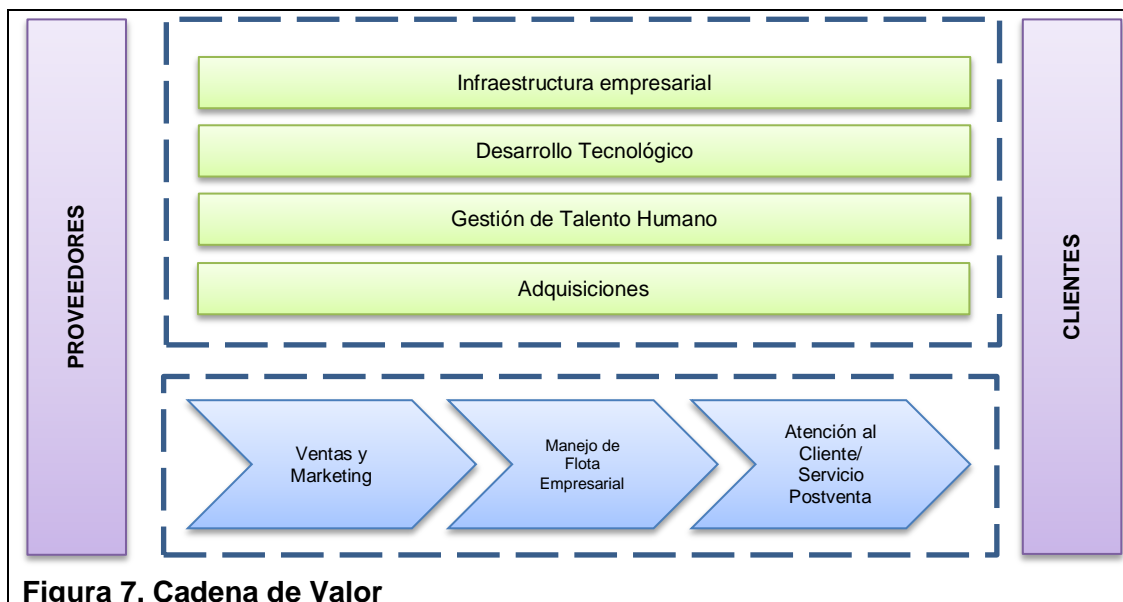 PROVEEDORES
Infraestructura empresarial
Desarrollo Tecnológico
Gestión de Talento Humano
Adquisiciones
Ventas y
Marketing
Manejo de
Flota
Empresarial
Atención al
Cliente/
Servicio
Postventa
CLIENTES
Figura 7. Cadena de Valor